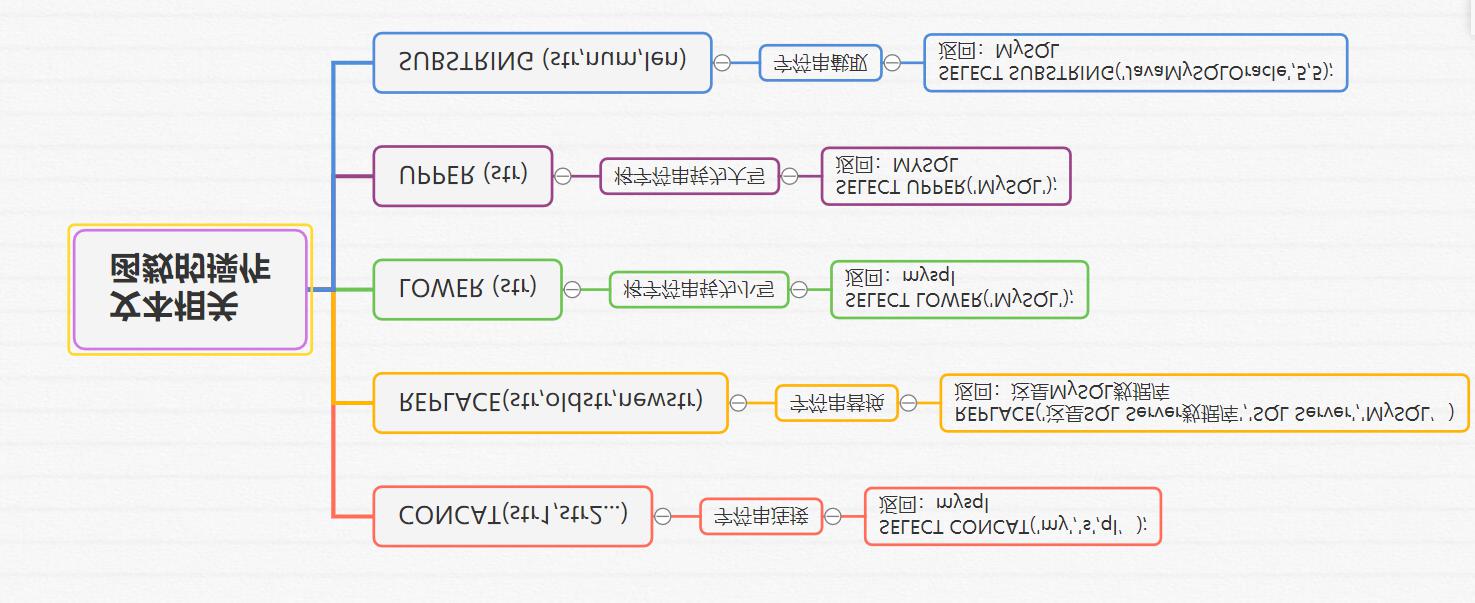 文本相关
函数的操作
CONCAT(str1,str2...)
字符串连接
SELECT CONCAT('my','s',ql' );
返回：mysql
REPLACE(str,oldstr,newstr)
字符串替换
REPLACE('这是SQL Server数据库','SQL Server','MySQL' )
返回：这是MySQL数据库
LOWER (str)
将字符串转为小写
SELECT LOWER('MySQL');
返回：mysql
UPPER (str)
将字符串转为大写
SELECT UPPER('MySQL');
返回：MYSQL
SUBSTRING (str,num,len)
字符串截取
SELECT SUBSTRING('JavaMySQLOracle',5,5);
返回：MySQL